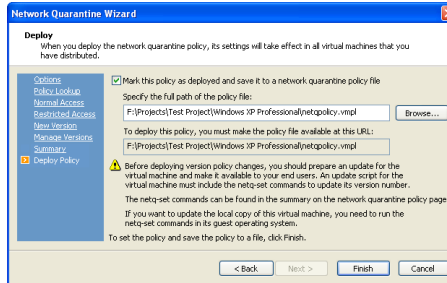 Network Quarantine Wizard
Deploy
When you deploy the network quarantine policy, its settings will take effect in all virtual machines that you
have distributed.
Options
Policy Lookup
Normal Access
Restricted Access
New Version
Manage Versions
Summary
Deploy Policy
Mark this policy as deployed and save it to a network quarantine policy file
Specify the full path of the policy file:
F:\Projects\Test Project\Windows XP Professional\netqpolicy.vmpl
Browse...
To deploy this policy, you must make the policy file available at this URL:
F:\Projects\Test Project\Windows XP Professional\netqpolicy.vmpl
Before deploying version policy changes, you should prepare an update for the
virtual machine and make it available to your end users. An update script for the
virtual machine must include the netq-set commands to update its version number.
The netq-set commands can be found in the summary on the network quarantine policy page
If you want to update the local copy of this virtual machine, you need to run the
netq-set commands in its guest operating system.
To set the policy and save the policy to a file, click Finish.
< Back
Next >
Finish
Cancel